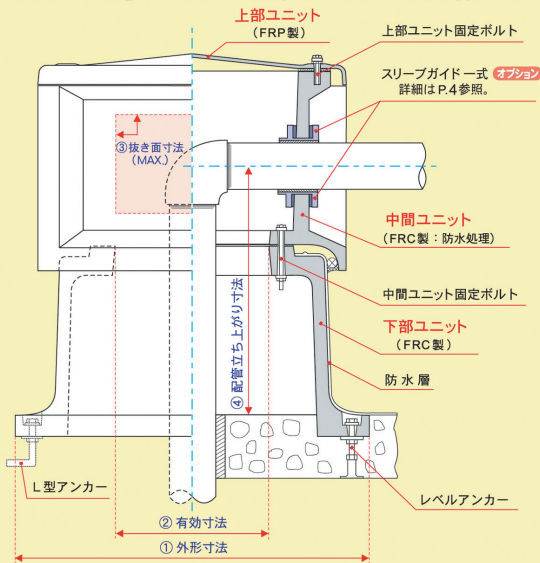 上部ユニット
(FRP製)
上部ユニット固定ボルト
スリーブガイド一式 オプション
詳細はP.4参照。
③抜き面寸法
(MAX.)
中間ユニット
(FRC製：防水処理)
中間ユニット固定ボルト
④ 配管立ち上がり寸法
下部ユニット
(FRC製)
防水層
L型アンカー
レベルアンカー
② 有効寸法
① 外形寸法